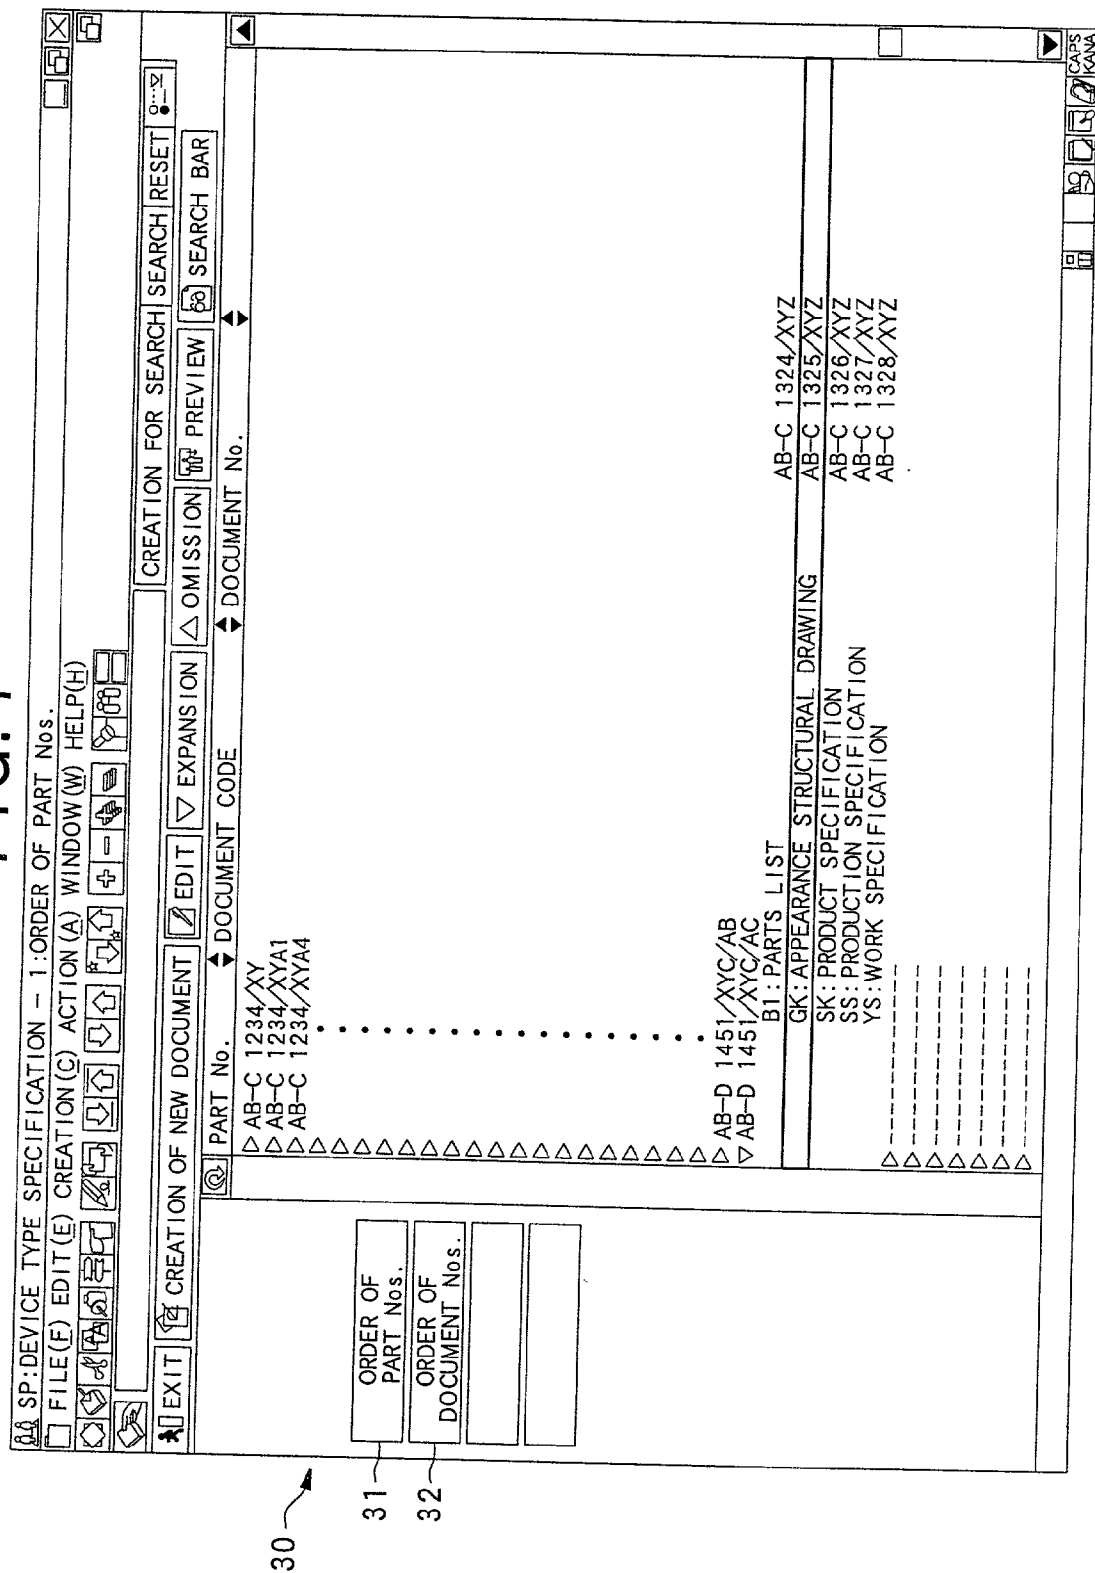 SP:DEVICE TYPE SPECIFICATION - 1:ORDER OF PART Nos.
FILE(F) EDIT(E) CREATION(C) ACTION(A) WINDOW(W) HELP(H)
CREATION FOR SEARCH SEARCH RESET
EXIT CREATION OF NEW DOCUMENT EDIT ▽ EXPANSION △ OMISSION PREVIEW SEARCH BAR
PART No. DOCUMENT CODE DOCUMENT No.
▷ AB-C 1234/XY
▷ AB-C 1234/XYA1
▷ AB-C 1234/XYA4
▷ AB-D 1451/XYC/AB
▽ AB-D 1451/XYC/AC
B1:PARTS LIST AB-C 1324/XYZ
GK:APPEARANCE STRUCTURAL DRAWING AB-C 1325/XYZ
SK:PRODUCT SPECIFICATION AB-C 1326/XYZ
SS:PRODUCTION SPECIFICATION AB-C 1327/XYZ
YS:WORK SPECIFICATION AB-C 1328/XYZ
30
31
ORDER OF
PART Nos.
32
ORDER OF
DOCUMENT Nos.
CAPS
KANA